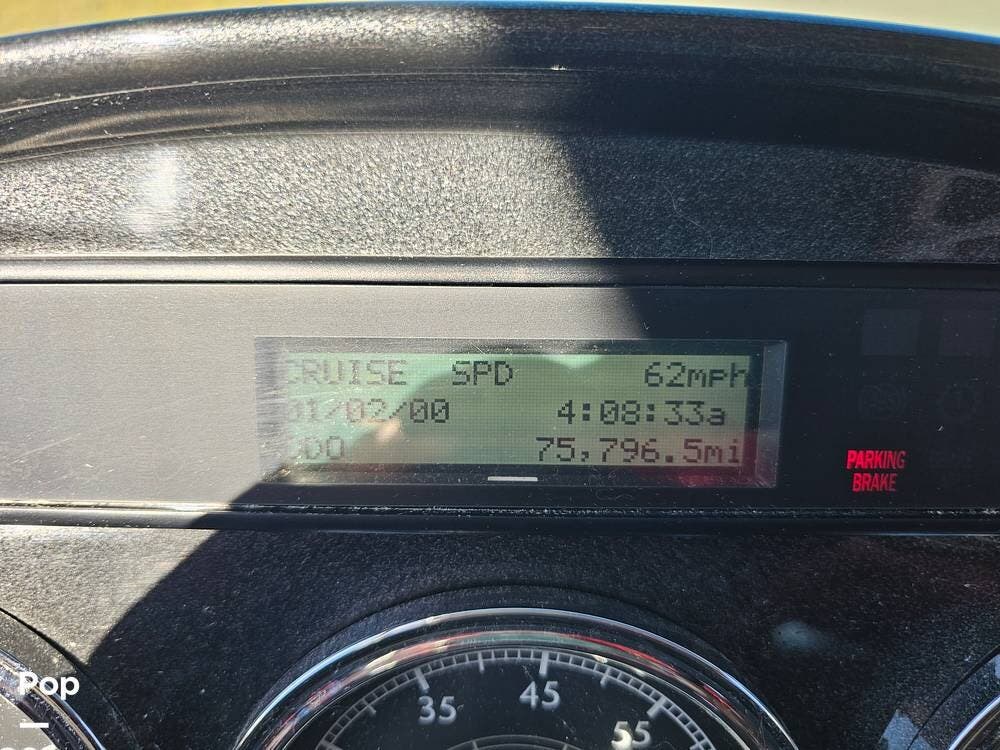 CRUISE SPD 62mph
01/02/00 4:08:33a
ODO 75,796.5mi
PARKING
BRAKE
35 45 55
Pop